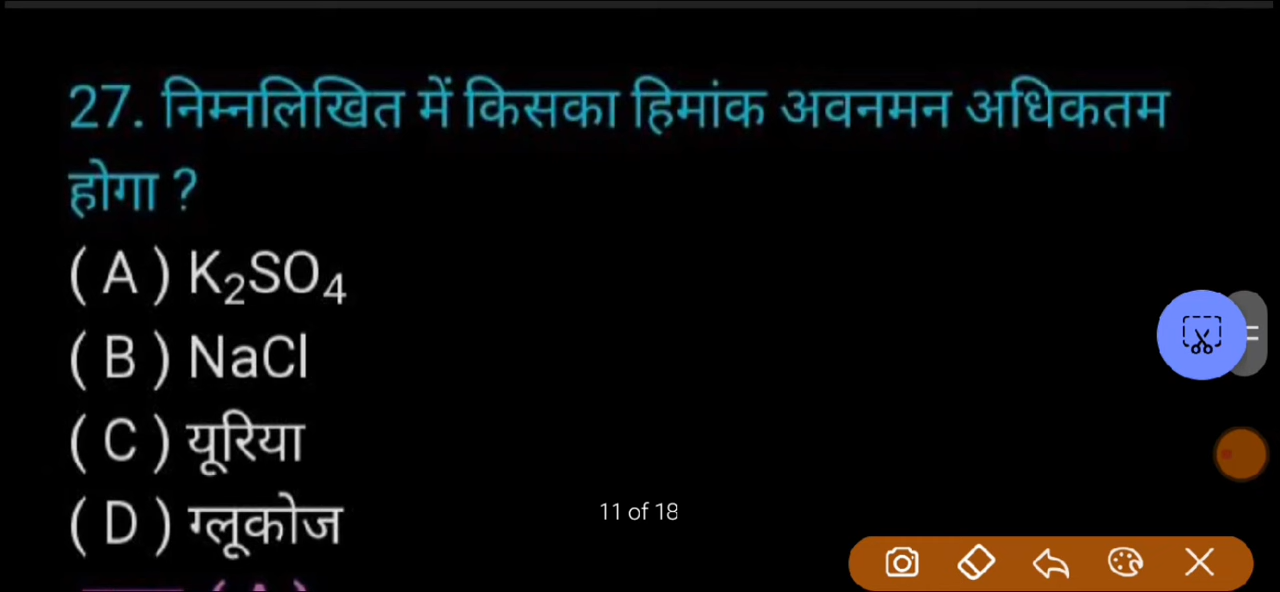 27. निम्नलिखित में किसका हिमांक अवनमन अधिकतम
होगा ?
( A ) K₂SO₄
( B ) NaCl
( C ) यूरिया
( D ) ग्लूकोज
11 of 18